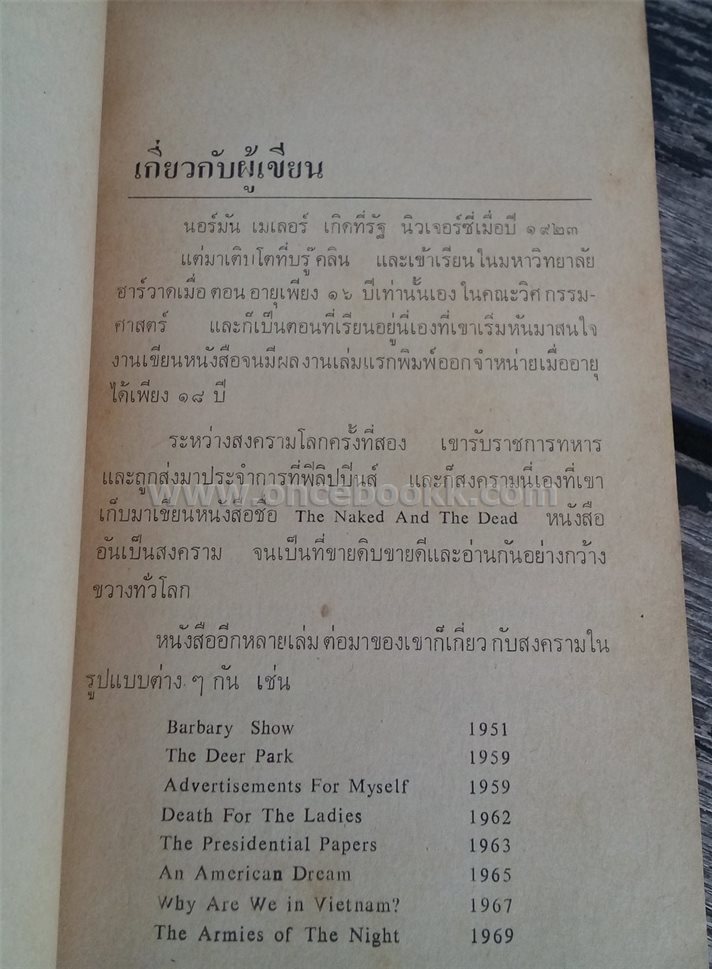 เกี่ยวกับผู้เขียน
นอร์มัน เมเลอร์ เกิดที่รัฐ นิวเจอร์ซี่เมื่อปี ๑๙๒๓
แต่มาเติบโตที่บรู๊คลิน และเข้าเรียนในมหาวิทยาลัย
ฮาร์วาดเมื่อ ตอน อายุเพียง ๑๖ ปีเท่านั้นเอง ในคณะวิศกรรม-
ศาสตร์ และก็เป็นตอนที่เรียนอยู่นี่เองที่เขาเริ่มหันมาสนใจ
งานเขียนหนังสือจนมีผลงานเล่มแรกพิมพ์ออกจำหน่ายเมื่ออายุ
ได้เพียง ๑๘ ปี
ระหว่างสงครามโลกครั้งที่สอง เขารับราชการทหาร
และถูกส่งมาประจำการที่ฟิลิปปินส์ และก็สงครามนี่เองที่เขา
www.oncebookk.com
เก็บมาเขียนหนังสือชื่อ The Naked And The Dead หนังสือ
อันเป็นสงคราม จนเป็นที่ขายดิบขายดีและอ่านกันอย่างกว้าง
ขวางทั่วโลก
หนังสืออีกหลายเล่ม ต่อมาของเขาก็เกี่ยว กับสงครามใน
รูปแบบต่าง ๆ กัน เช่น
Barbary Show 1951
The Deer Park 1959
Advertisements For Myself 1959
Death For The Ladies 1962
The Presidential Papers 1963
An American Dream 1965
Why Are We in Vietnam? 1967
The Armies of The Night 1969